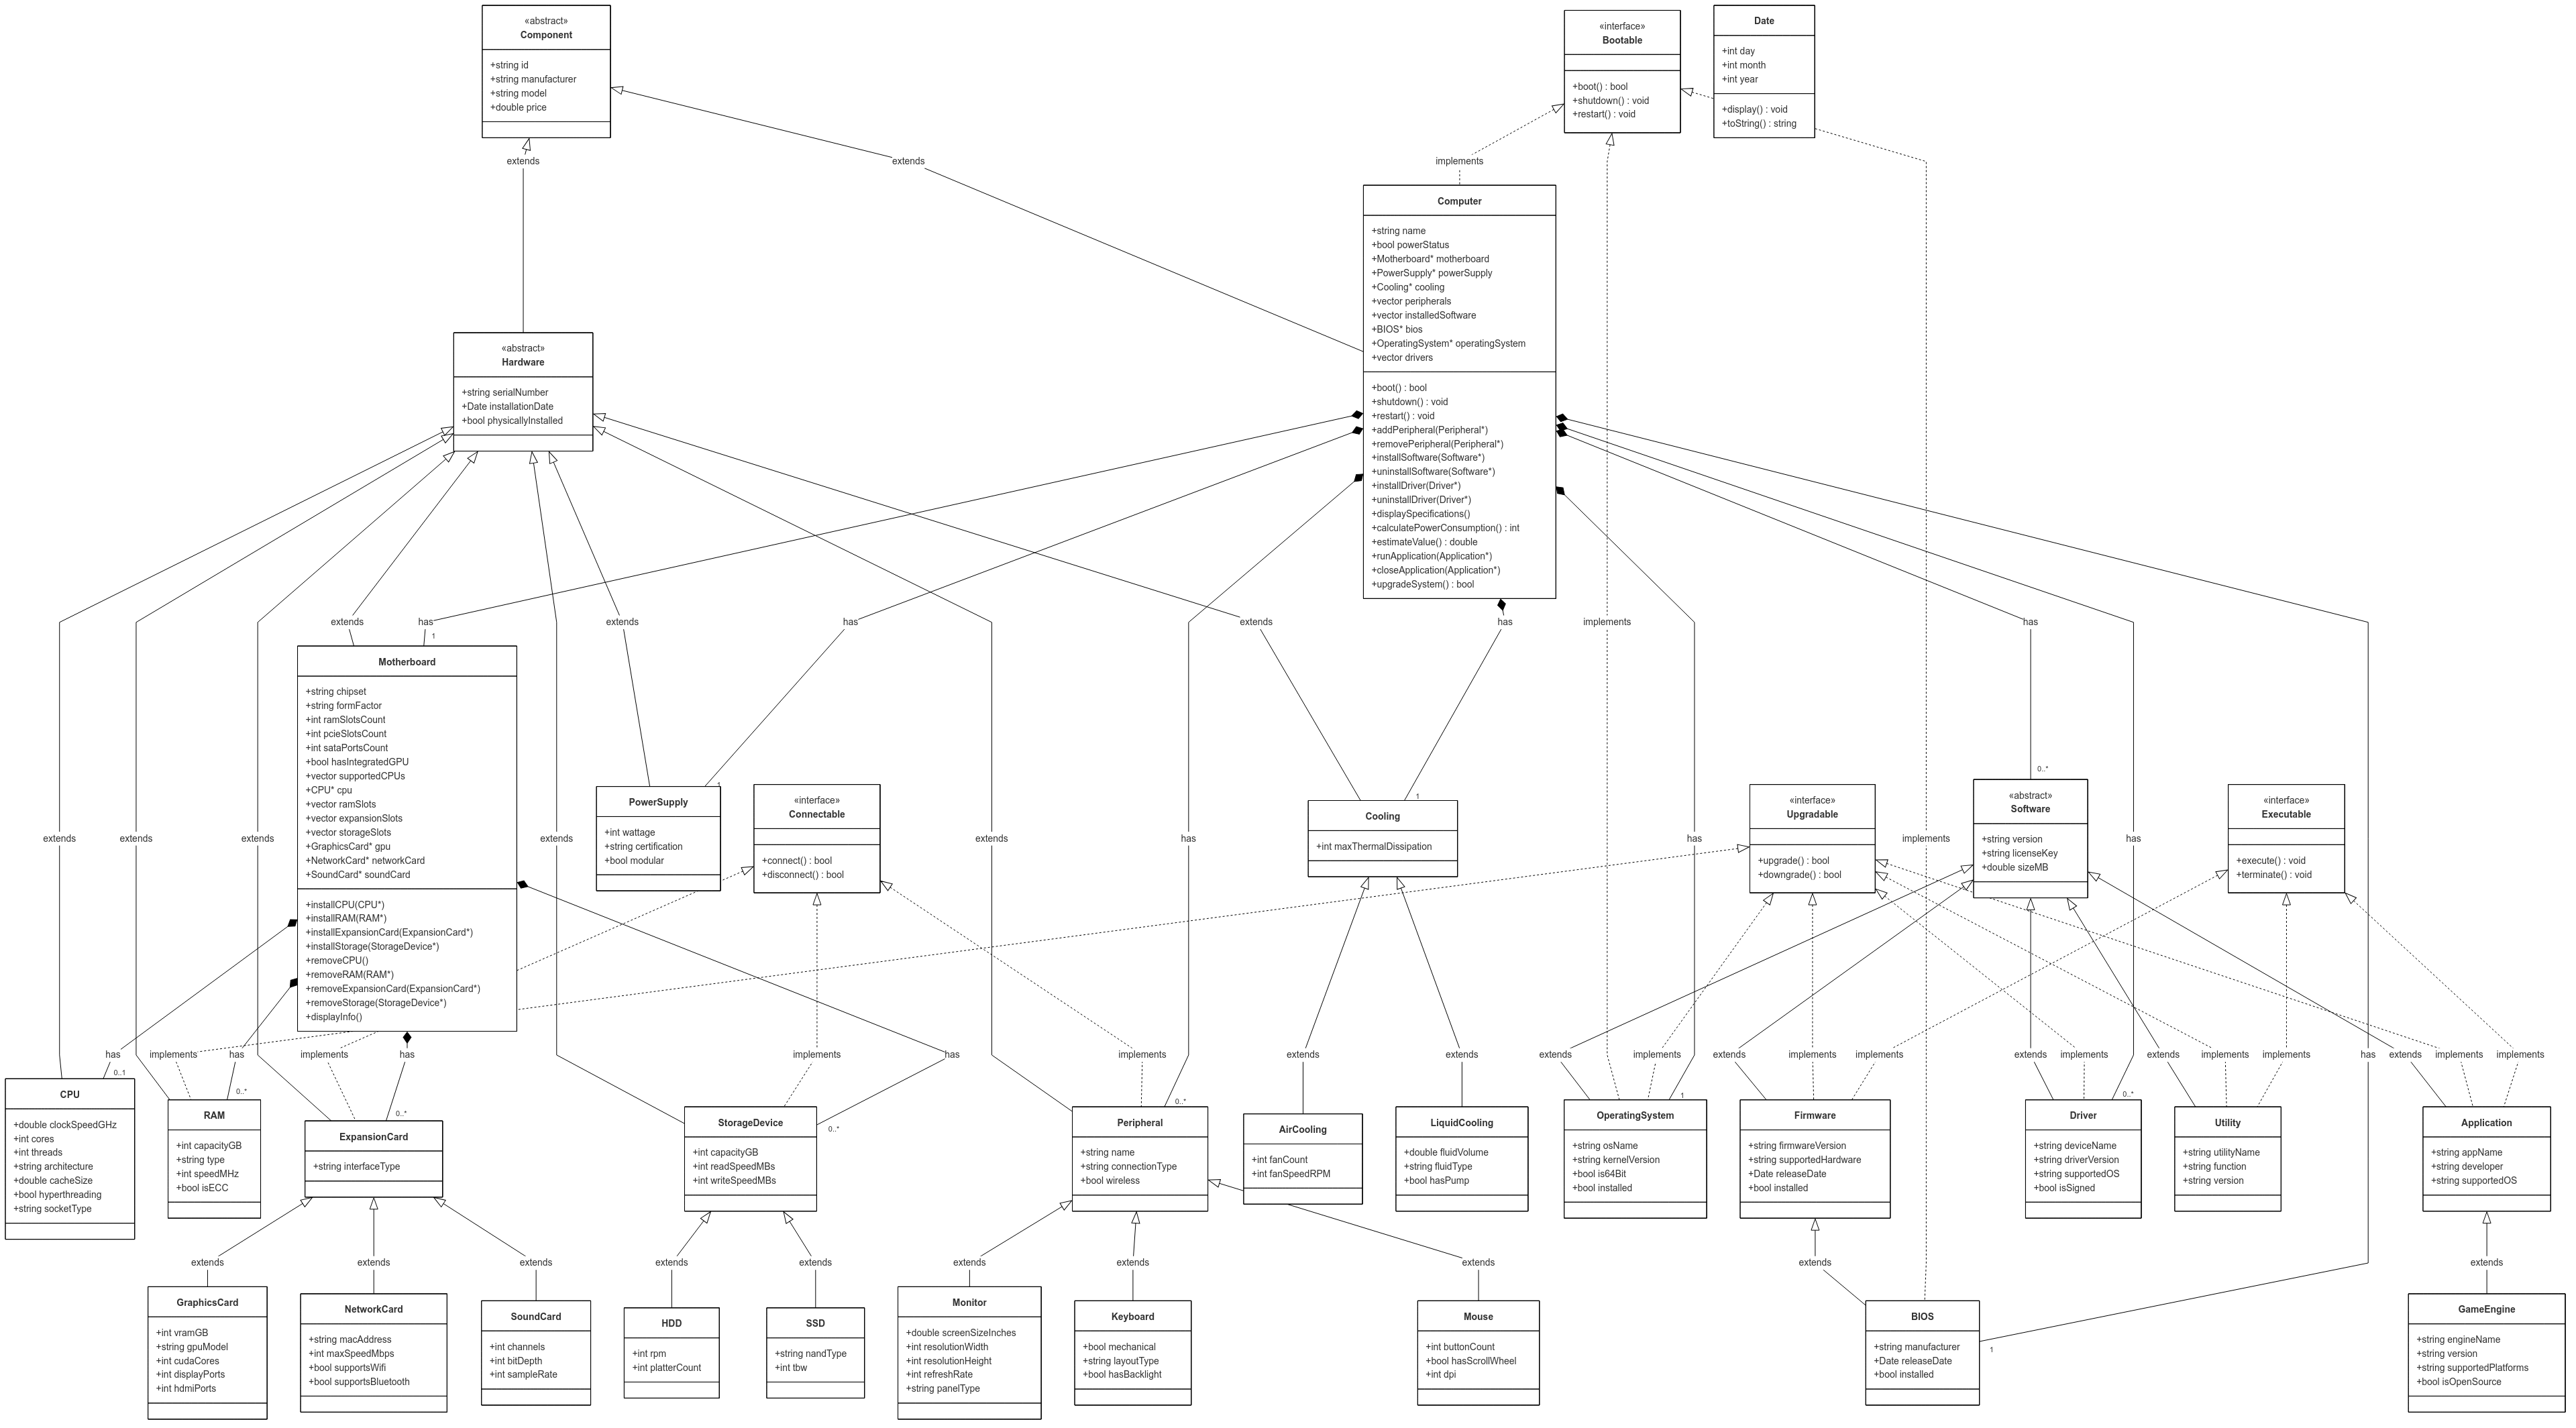 «abstract»
Component
+string id
+string manufacturer
+string model
+double price
«interface»
Bootable
+boot() : bool
+shutdown() : void
+restart() : void
Date
+int day
+int month
+int year
+display() : void
+toString() : string
extends
extends
implements
Computer
+string name
+bool powerStatus
+Motherboard* motherboard
+PowerSupply* powerSupply
+Cooling* cooling
+vector peripherals
+vector installedSoftware
+BIOS* bios
+OperatingSystem* operatingSystem
+vector drivers
+boot() : bool
+shutdown() : void
+restart() : void
+addPeripheral(Peripheral*)
+removePeripheral(Peripheral*)
+installSoftware(Software*)
+uninstallSoftware(Software*)
+installDriver(Driver*)
+uninstallDriver(Driver*)
+displaySpecifications()
+calculatePowerConsumption() : int
+estimateValue() : double
+runApplication(Application*)
+closeApplication(Application*)
+upgradeSystem() : bool
«abstract»
Hardware
+string serialNumber
+Date installationDate
+bool physicallyInstalled
extends
has
1
extends
has
extends
has
implements
has
Motherboard
+string chipset
+string formFactor
+int ramSlotsCount
+int pcieSlotsCount
+int sataPortsCount
+bool hasIntegratedGPU
+vector supportedCPUs
+CPU* cpu
+vector ramSlots
+vector expansionSlots
+vector storageSlots
+GraphicsCard* gpu
+NetworkCard* networkCard
+SoundCard* soundCard
+installCPU(CPU*)
+installRAM(RAM*)
+installExpansionCard(ExpansionCard*)
+installStorage(StorageDevice*)
+removeCPU()
+removeRAM(RAM*)
+removeExpansionCard(ExpansionCard*)
+removeStorage(StorageDevice*)
+displayInfo()
1
PowerSupply
+int wattage
+string certification
+bool modular
«interface»
Connectable
+connect() : bool
+disconnect() : bool
1
Cooling
+int maxThermalDissipation
«interface»
Upgradable
+upgrade() : bool
+downgrade() : bool
0..*
«abstract»
Software
+string version
+string licenseKey
+double sizeMB
«interface»
Executable
+execute() : void
+terminate() : void
extends
extends
extends
extends
extends
has
has
implements
has
has
implements
has
implements
has
implements
has
implements
extends
extends
extends
implements
extends
implements
implements
extends
implements
extends
implements
implements
has
extends
implements
implements
0..1
CPU
+double clockSpeedGHz
+int cores
+int threads
+string architecture
+double cacheSize
+bool hyperthreading
+string socketType
0..*
RAM
+int capacityGB
+string type
+int speedMHz
+bool isECC
0..*
ExpansionCard
+string interfaceType
0..*
StorageDevice
+int capacityGB
+int readSpeedMBs
+int writeSpeedMBs
0..*
Peripheral
+string name
+string connectionType
+bool wireless
AirCooling
+int fanCount
+int fanSpeedRPM
LiquidCooling
+double fluidVolume
+string fluidType
+bool hasPump
1
OperatingSystem
+string osName
+string kernelVersion
+bool is64Bit
+bool installed
Firmware
+string firmwareVersion
+string supportedHardware
+Date releaseDate
+bool installed
0..*
Driver
+string deviceName
+string driverVersion
+string supportedOS
+bool isSigned
Utility
+string utilityName
+string function
+string version
Application
+string appName
+string developer
+string supportedOS
extends
extends
extends
extends
extends
extends
extends
extends
extends
extends
GraphicsCard
+int vramGB
+string gpuModel
+int cudaCores
+int displayPorts
+int hdmiPorts
NetworkCard
+string macAddress
+int maxSpeedMbps
+bool supportsWifi
+bool supportsBluetooth
SoundCard
+int channels
+int bitDepth
+int sampleRate
HDD
+int rpm
+int platterCount
SSD
+string nandType
+int tbw
Monitor
+double screenSizeInches
+int resolutionWidth
+int resolutionHeight
+int refreshRate
+string panelType
Keyboard
+bool mechanical
+string layoutType
+bool hasBacklight
Mouse
+int buttonCount
+bool hasScrollWheel
+int dpi
BIOS
+string manufacturer
+Date releaseDate
+bool installed
1
GameEngine
+string engineName
+string version
+string supportedPlatforms
+bool isOpenSource